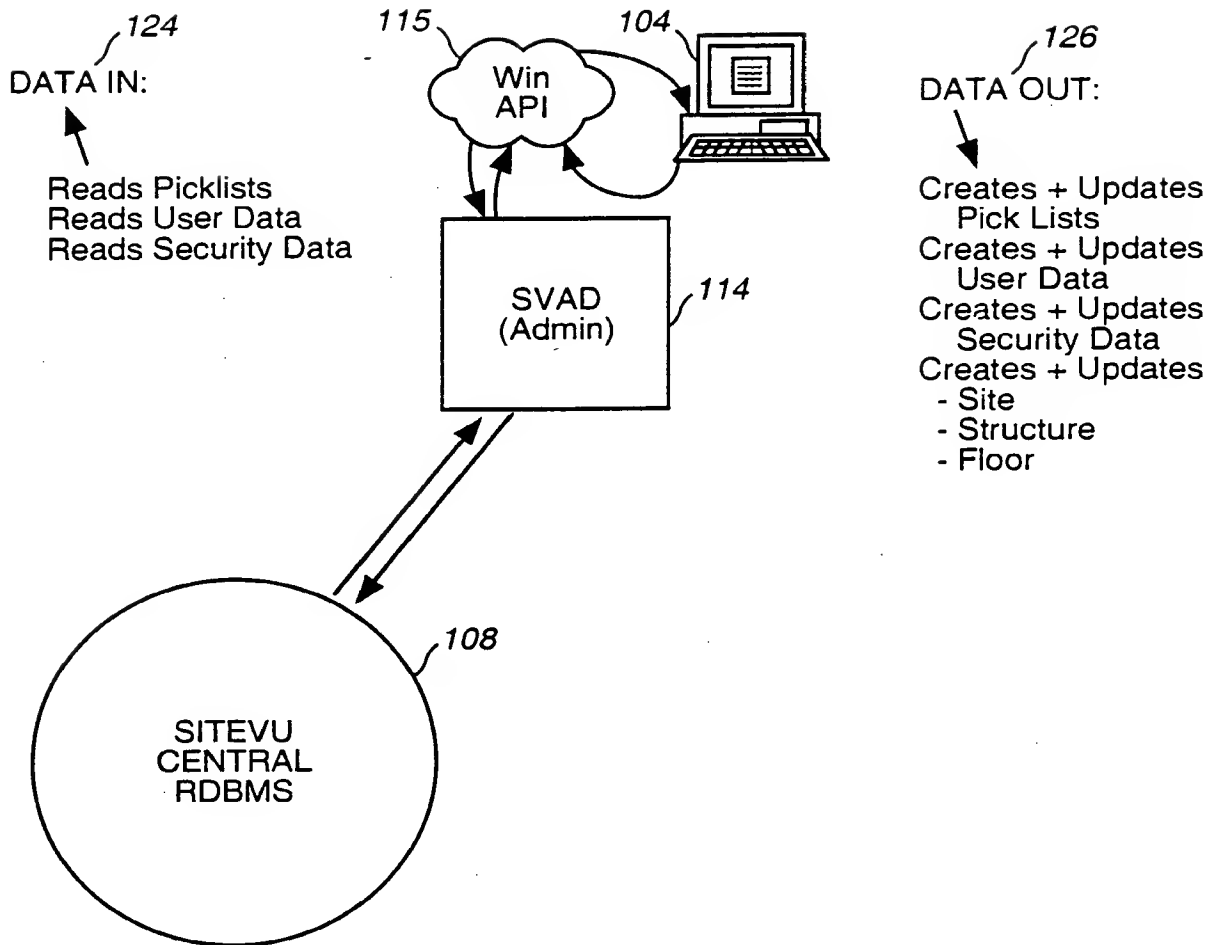 124
DATA IN:
Reads Picklists
Reads User Data
Reads Security Data
115
Win
API
104
126
DATA OUT:
Creates + Updates
Pick Lists
Creates + Updates
User Data
Creates + Updates
Security Data
Creates + Updates
- Site
- Structure
- Floor
SVAD
(Admin)
114
108
SITEVU
CENTRAL
RDBMS